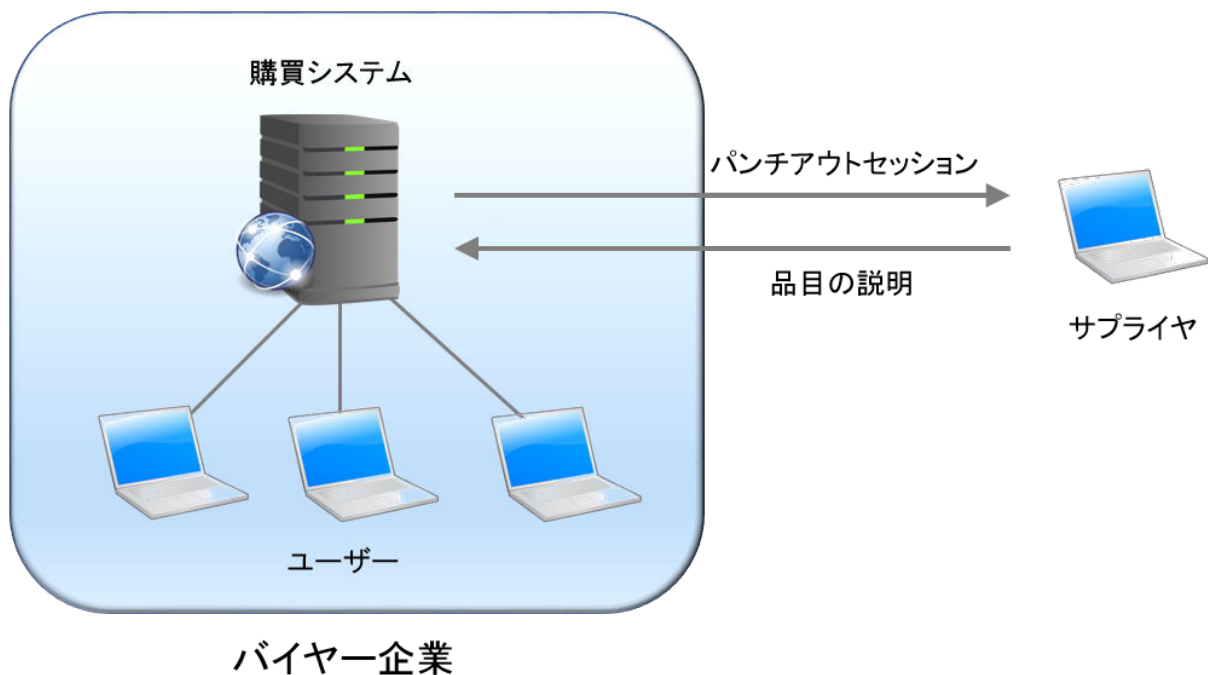 購買システム
パンチアウトセッション
品目の説明
サプライヤ
ユーザー
バイヤー企業